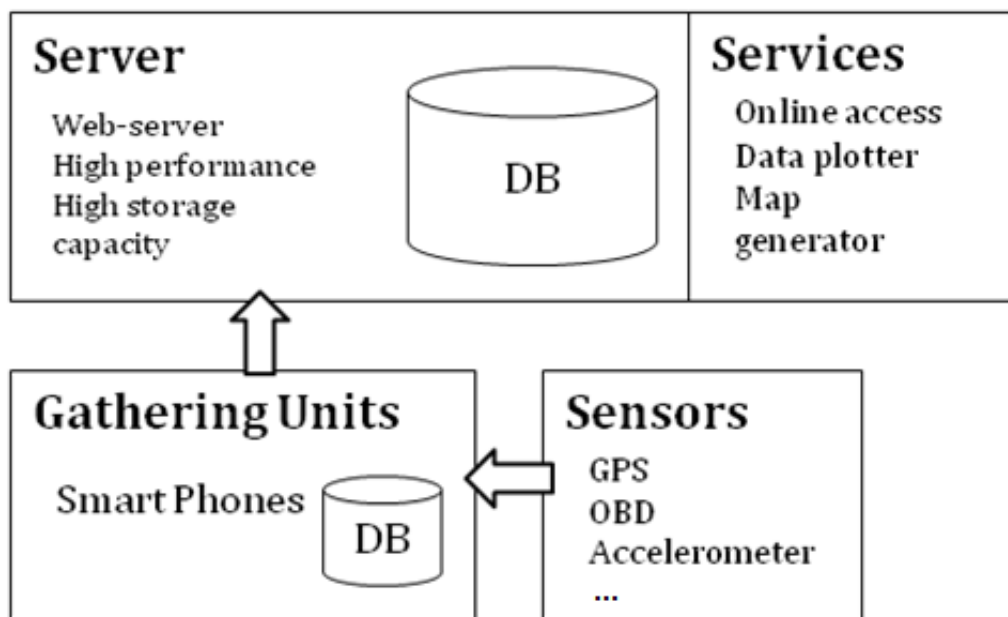 Server
Web-server
High performance
High storage
capacity
DB
Services
Online access
Data plotter
Map
generator
Gathering Units
Smart Phones
DB
Sensors
GPS
OBD
Accelerometer
...